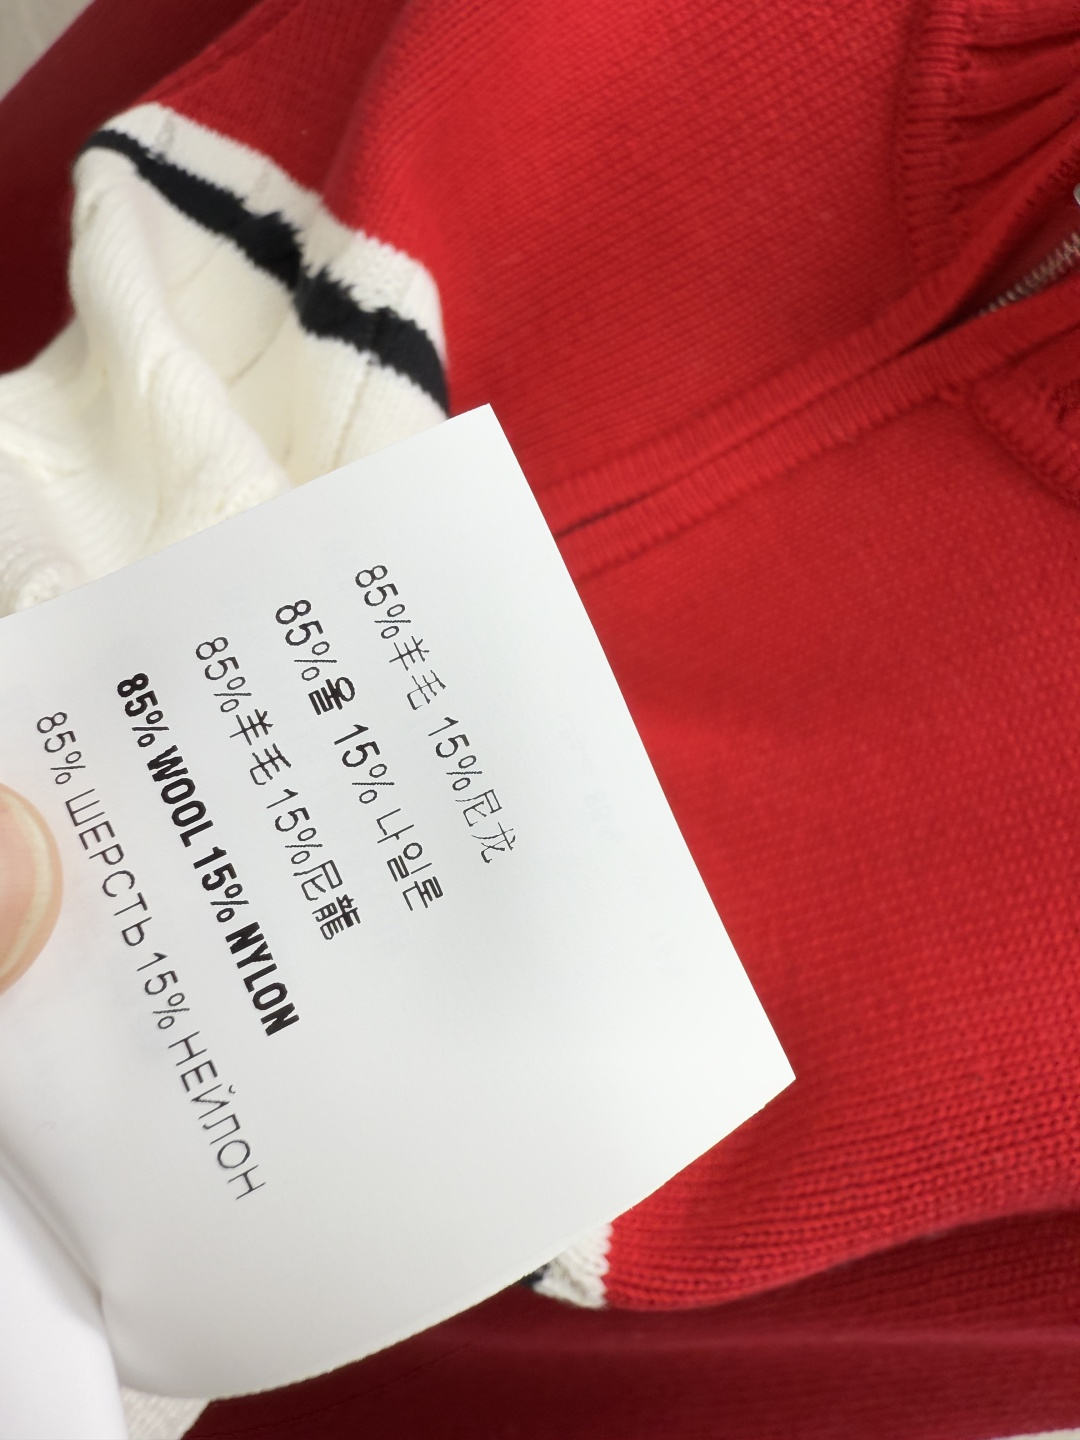 85%羊毛 15%尼龙
85%울 15% 나일론
85%羊毛 15%尼龍
85% WOOL 15% NYLON
85% ШЕРСТЬ 15% НЕЙЛОН